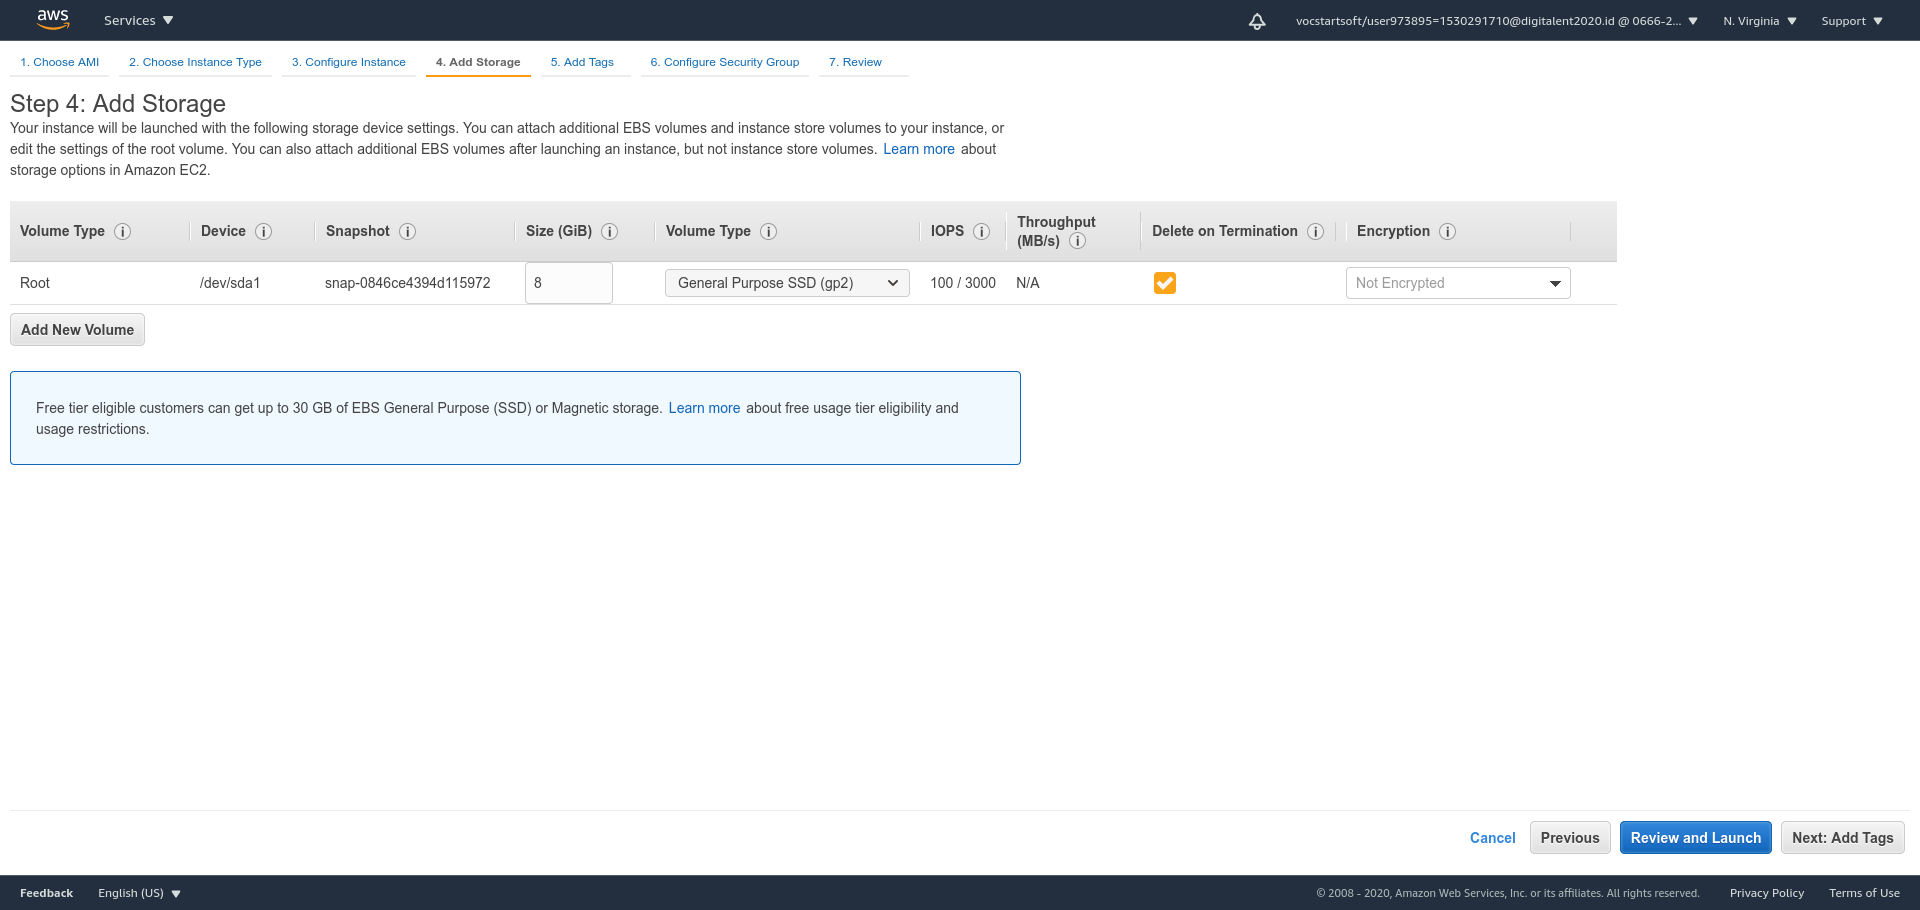 aws
Services
vocstartsoft/user973895=1530291710@digitalent2020.id @ 0666-2...
N. Virginia
Support
1. Choose AMI
2. Choose Instance Type
3. Configure Instance
4. Add Storage
5. Add Tags
6. Configure Security Group
7. Review
Step 4: Add Storage
Your instance will be launched with the following storage device settings. You can attach additional EBS volumes and instance store volumes to your instance, or
edit the settings of the root volume. You can also attach additional EBS volumes after launching an instance, but not instance store volumes. Learn more about
storage options in Amazon EC2.
Volume Type
Device
Snapshot
Size (GiB)
Volume Type
IOPS
Throughput
(MB/s)
Delete on Termination
Encryption
Root
/dev/sda1
snap-0846ce4394d115972
8
General Purpose SSD (gp2)
100 / 3000
N/A
Not Encrypted
Add New Volume
Free tier eligible customers can get up to 30 GB of EBS General Purpose (SSD) or Magnetic storage. Learn more about free usage tier eligibility and
usage restrictions.
Cancel
Previous
Review and Launch
Next: Add Tags
Feedback
English (US)
© 2008 - 2020, Amazon Web Services, Inc. or its affiliates. All rights reserved.
Privacy Policy
Terms of Use